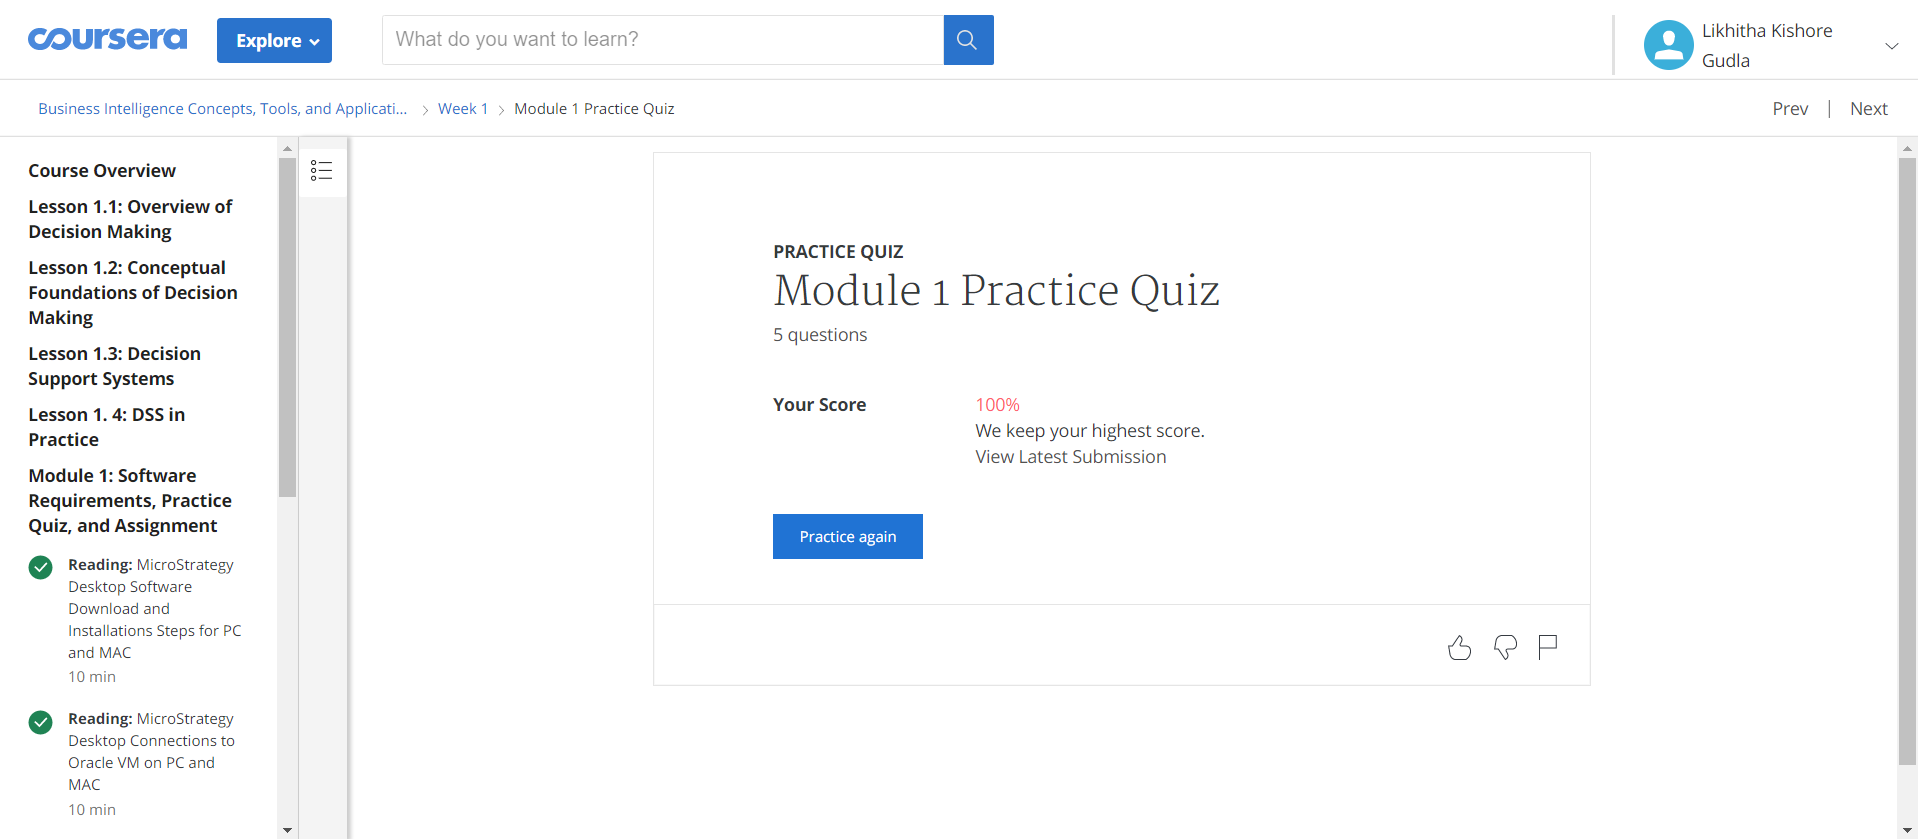 coursera
Explore
What do you want to learn?
Likhitha Kishore
Gudla
Business Intelligence Concepts, Tools, and Applicati... > Week 1 > Module 1 Practice Quiz
Prev | Next
Course Overview
Lesson 1.1: Overview of
Decision Making
Lesson 1.2: Conceptual
Foundations of Decision
Making
Lesson 1.3: Decision
Support Systems
Lesson 1. 4: DSS in
Practice
Module 1: Software
Requirements, Practice
Quiz, and Assignment
Reading: MicroStrategy
Desktop Software
Download and
Installations Steps for PC
and MAC
10 min
Reading: MicroStrategy
Desktop Connections to
Oracle VM on PC and
MAC
10 min
PRACTICE QUIZ
Module 1 Practice Quiz
5 questions
Your Score
100%
We keep your highest score.
View Latest Submission
Practice again